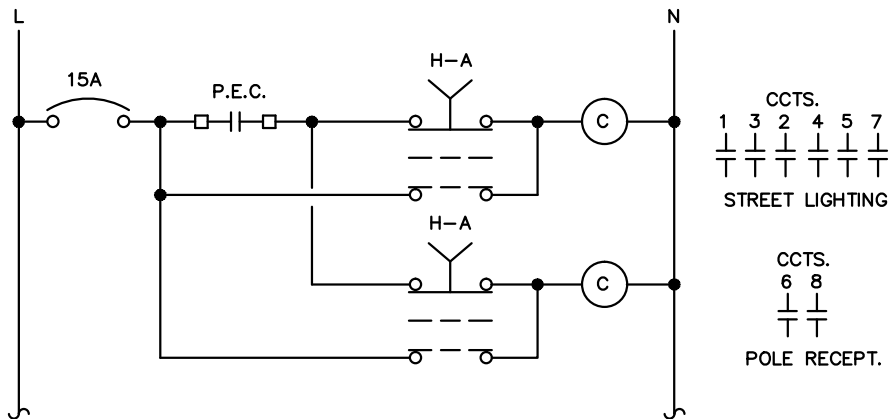 L
N
15A
P.E.C.
H-A
C
CCTS.
1 3 2 4 5 7
STREET LIGHTING
H-A
C
CCTS.
6 8
POLE RECEPT.